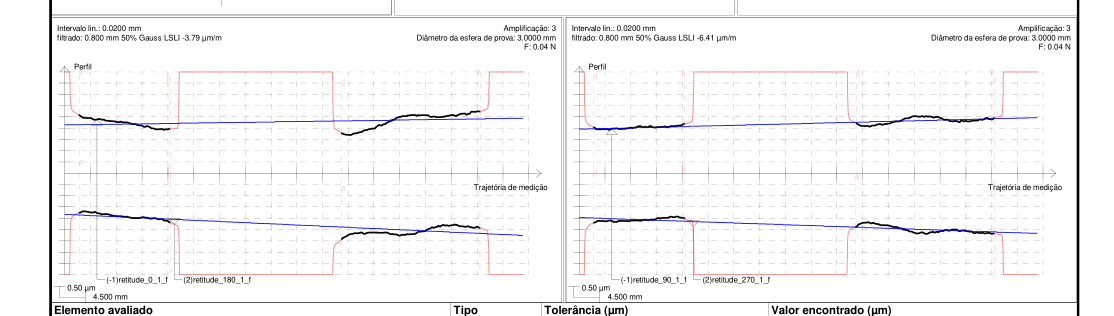 Intervalo lin.: 0.0200 mm
filtrado: 0.800 mm 50% Gauss LSLI -3.79 µm/m
Amplificação: 3
Diâmetro da esfera de prova: 3.0000 mm
F: 0.04 N
Perfil
Trajetória de medição
(-1)retitude_0_1_f
(2)retitude_180_1_f
0.50 µm
4.500 mm
Intervalo lin.: 0.0200 mm
filtrado: 0.800 mm 50% Gauss LSLI -6.41 µm/m
Amplificação: 3
Diâmetro da esfera de prova: 3.0000 mm
F: 0.04 N
Perfil
Trajetória de medição
(-1)retitude_90_1_f
(2)retitude_270_1_f
0.50 µm
4.500 mm
Elemento avaliado Tipo Tolerância (µm) Valor encontrado (µm)